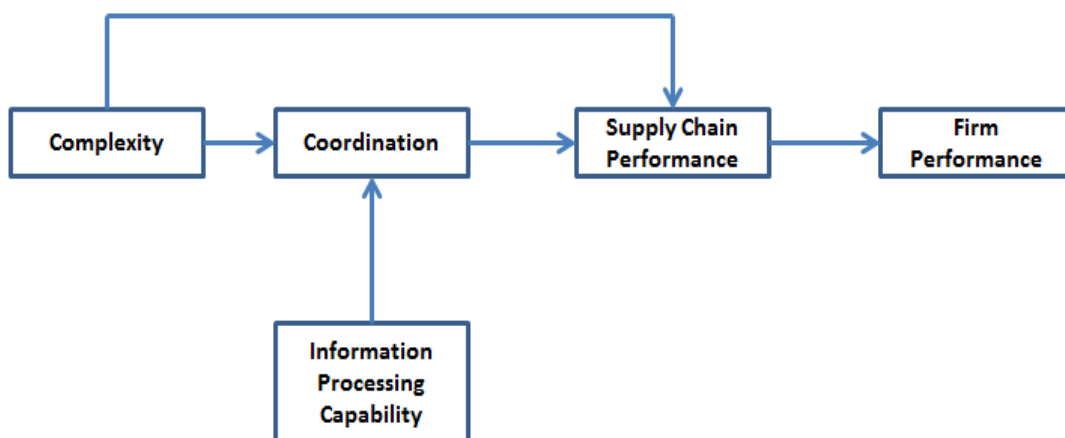 Complexity
Coordination
Supply Chain
Performance
Firm
Performance
Information
Processing
Capability